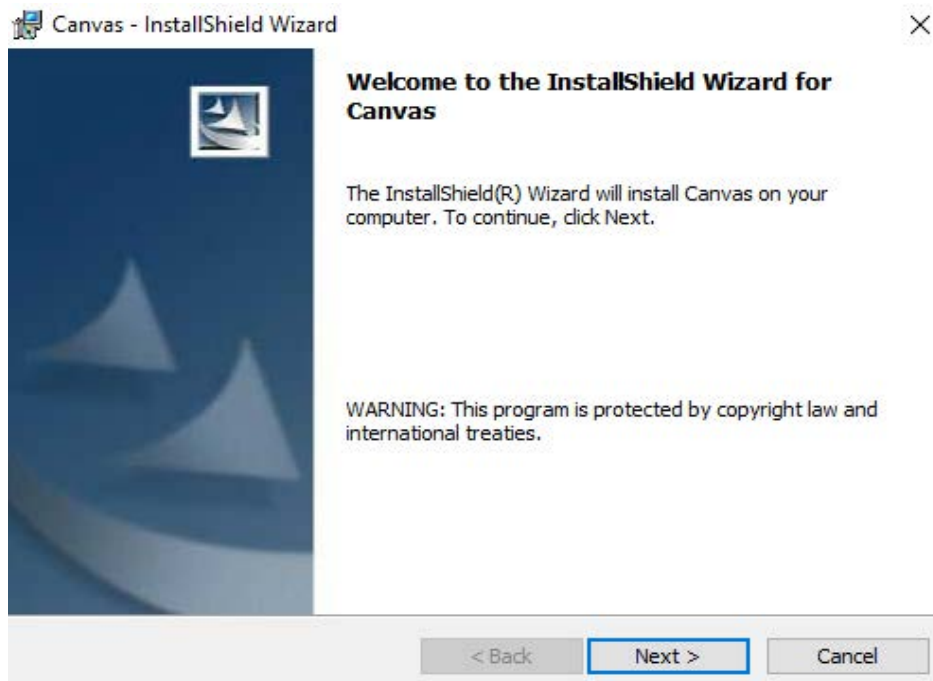 Canvas - InstallShield Wizard
Welcome to the InstallShield Wizard for
Canvas
The InstallShield(R) Wizard will install Canvas on your
computer. To continue, click Next.
WARNING: This program is protected by copyright law and
international treaties.
< Back Next > Cancel